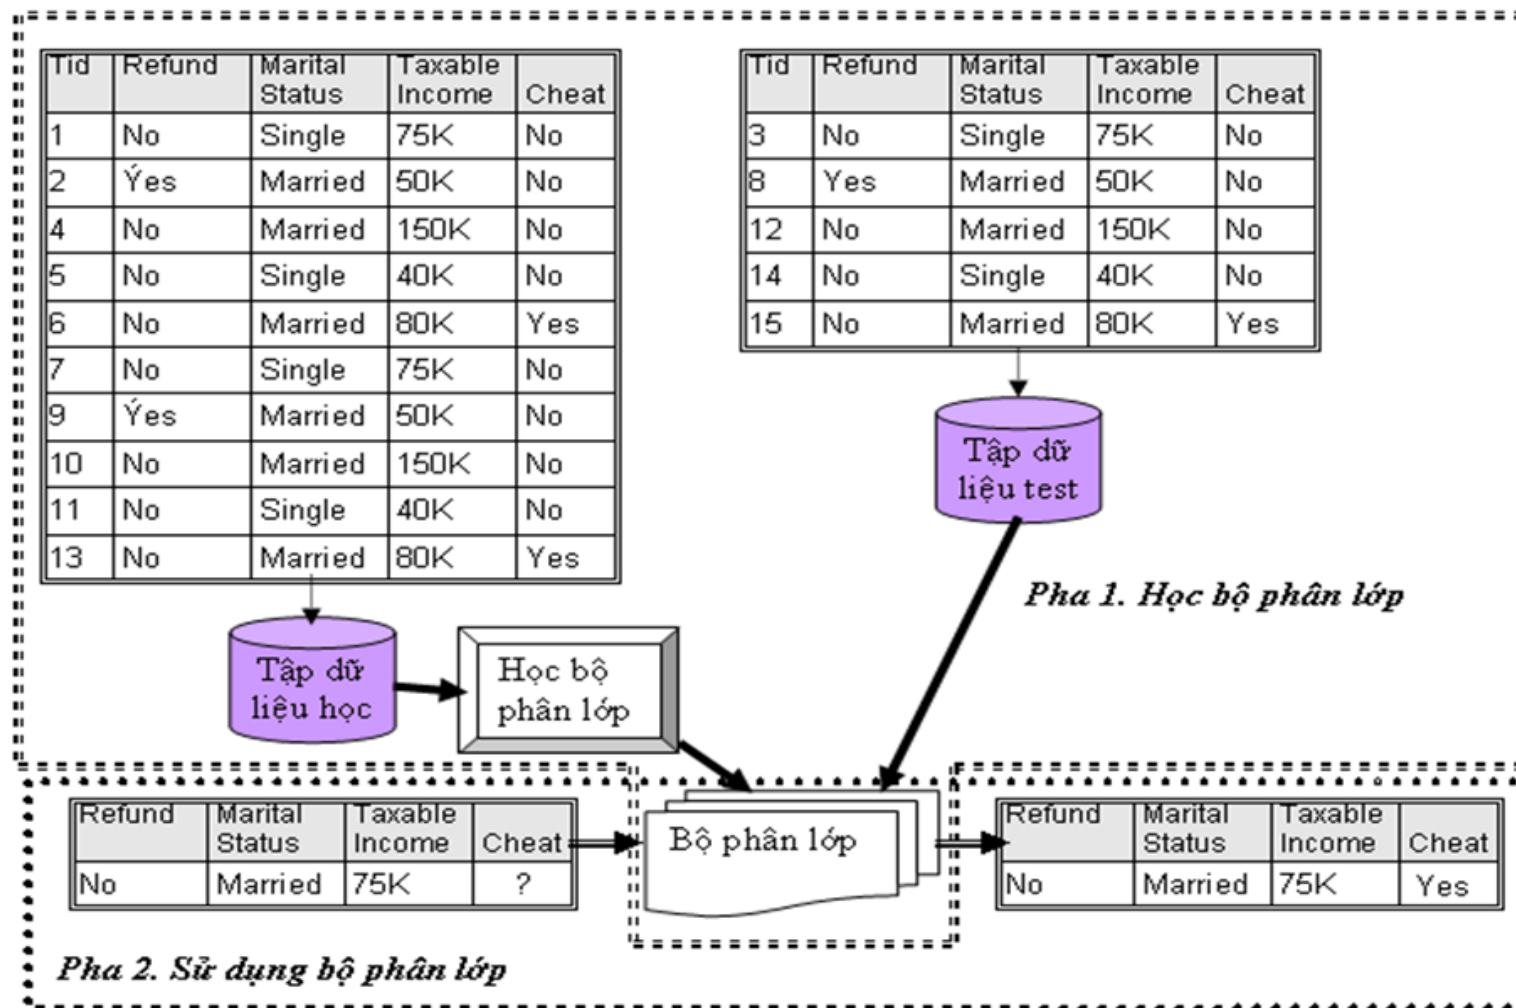 Tid Refund Marital Status Taxable Income Cheat
1 No Single 75K No
2 Ýes Married 50K No
4 No Married 150K No
5 No Single 40K No
6 No Married 80K Yes
7 No Single 75K No
9 Ýes Married 50K No
10 No Married 150K No
11 No Single 40K No
13 No Married 80K Yes
Tid Refund Marital Status Taxable Income Cheat
3 No Single 75K No
8 Yes Married 50K No
12 No Married 150K No
14 No Single 40K No
15 No Married 80K Yes
Tập dữ
liệu test
Pha 1. Học bộ phân lớp
Tập dữ
liệu học
Học bộ
phân lớp
Refund Marital Status Taxable Income Cheat
No Married 75K ?
Bộ phân lớp
Refund Marital Status Taxable Income Cheat
No Married 75K Yes
Pha 2. Sử dụng bộ phân lớp